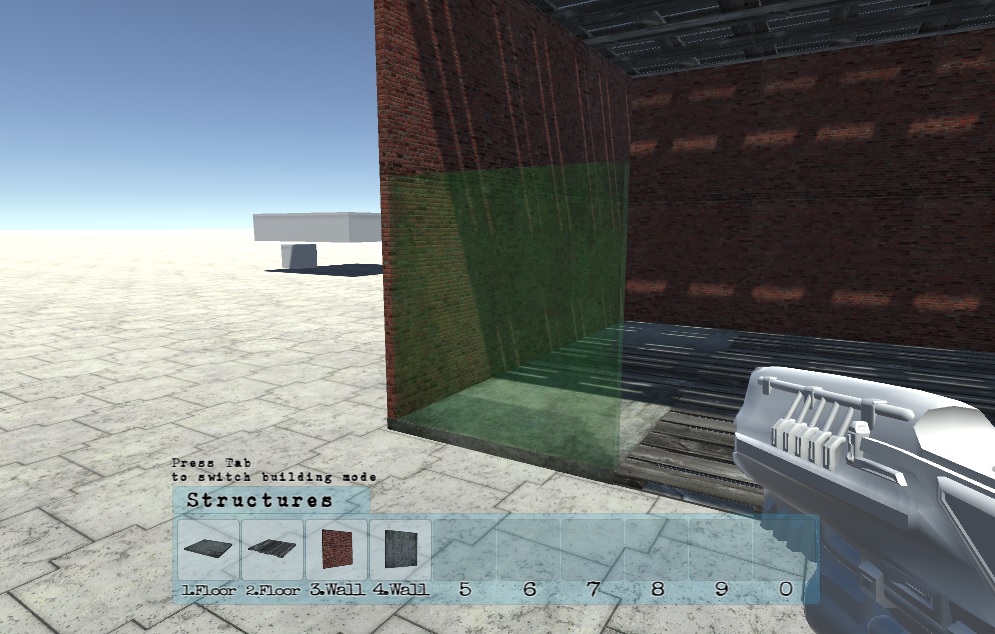 Press Tab
to switch building mode
Structures
1.Floor 2.Floor 3.Wall 4.Wall 5 6 7 8 9 0